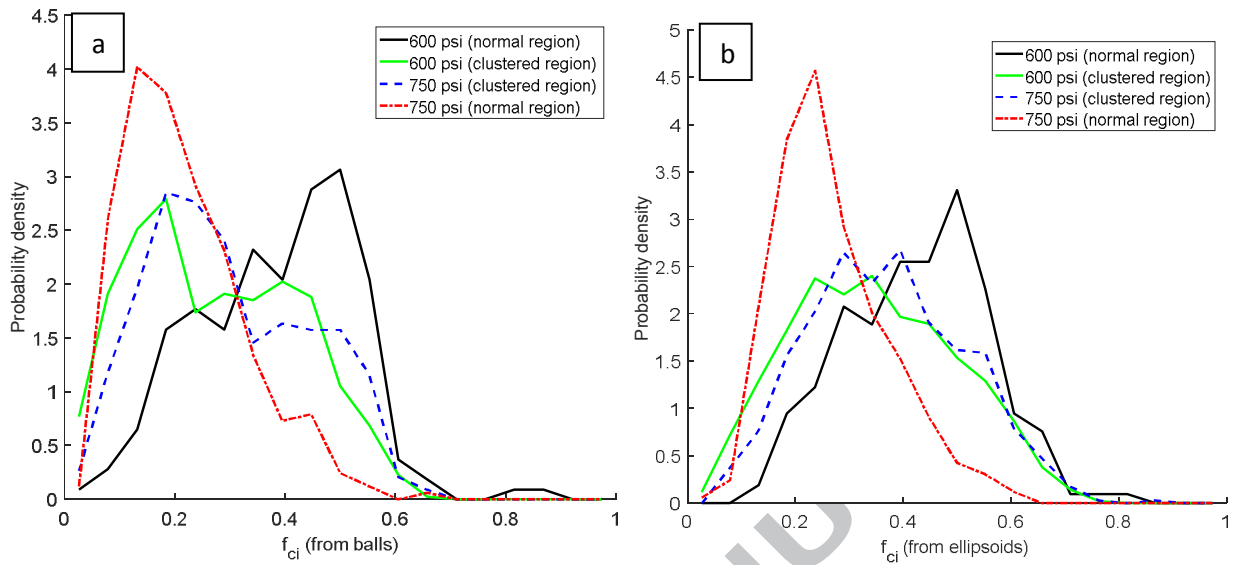 a
4.5
4
3.5
3
2.5
2
1.5
1
0.5
0
Probability density
600 psi (normal region)
600 psi (clustered region)
750 psi (clustered region)
750 psi (normal region)
0 0.2 0.4 0.6 0.8 1
f_ci (from balls)
b
5
4.5
4
3.5
3
2.5
2
1.5
1
0.5
0
Probability density
600 psi (normal region)
600 psi (clustered region)
750 psi (clustered region)
750 psi (normal region)
0 0.2 0.4 0.6 0.8 1
f_ci (from ellipsoids)